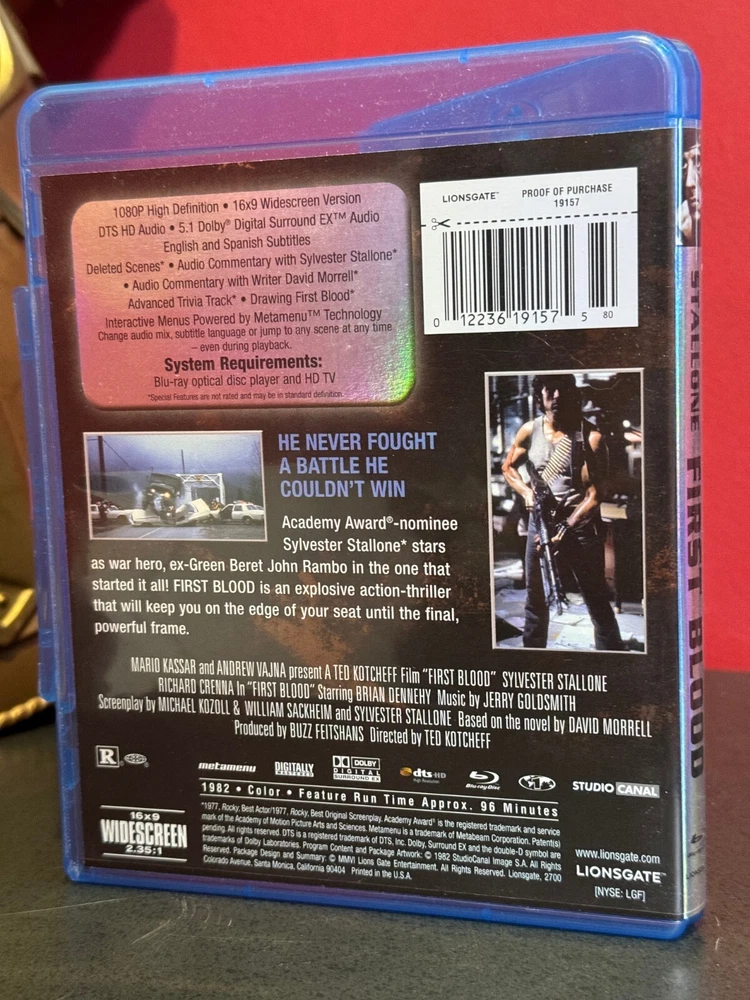 1080P High Definition • 16x9 Widescreen Version
DTS HD Audio • 5.1 Dolby® Digital Surround EX™ Audio
English and Spanish Subtitles
Deleted Scenes* • Audio Commentary with Sylvester Stallone*
• Audio Commentary with Writer David Morrell*
Advanced Trivia Track* • Drawing First Blood*
Interactive Menus Powered by Metamenu™ Technology
Change audio mix, subtitle language or jump to any scene at any time
– even during playback.
System Requirements:
Blu-ray optical disc player and HD TV
*Special Features are not rated and may be in standard definition.
LIONSGATE™
PROOF OF PURCHASE
19157
0 12236 19157 5 80
HE NEVER FOUGHT
A BATTLE HE
COULDN'T WIN
Academy Award®-nominee
Sylvester Stallone* stars
as war hero, ex-Green Beret John Rambo in the one that
started it all! FIRST BLOOD is an explosive action-thriller
that will keep you on the edge of your seat until the final,
powerful frame.
MARIO KASSAR and ANDREW VAJNA present A TED KOTCHEFF Film "FIRST BLOOD" SYLVESTER STALLONE
RICHARD CRENNA In "FIRST BLOOD" Starring BRIAN DENNEHY Music by JERRY GOLDSMITH
Screenplay by MICHAEL KOZOLL & WILLIAM SACKHEIM and SYLVESTER STALLONE Based on the novel by DAVID MORRELL
Produced by BUZZ FEITSHANS Directed by TED KOTCHEFF
R
metamenu
DIGITALLY
DOLBY
DIGITAL
SURROUND EX
dts HD
High Resolution
Blu-ray Disc
STUDIO CANAL
1982 • Color • Feature Run Time Approx. 96 Minutes
16x9
WIDESCREEN
2.35:1
*1977, Rocky, Best Actor/1977, Rocky, Best Original Screenplay. Academy Award® is the registered trademark and service
mark of the Academy of Motion Picture Arts and Sciences. Metamenu is a trademark of Metabeam Corporation. Patent(s)
pending. All rights reserved. DTS is a registered trademark of DTS, Inc. Dolby, Surround EX and the double-D symbol are
trademarks of Dolby Laboratories. Program Content and Package Artwork: © 1982 StudioCanal Image S.A. All Rights
Reserved. Package Design and Summary: © MMVI Lions Gate Entertainment. All Rights Reserved. Lionsgate, 2700
Colorado Avenue, Santa Monica, California 90404 Printed in the U.S.A.
www.lionsgate.com
LIONSGATE™
[NYSE: LGF]
STALLONE FIRST BLOOD